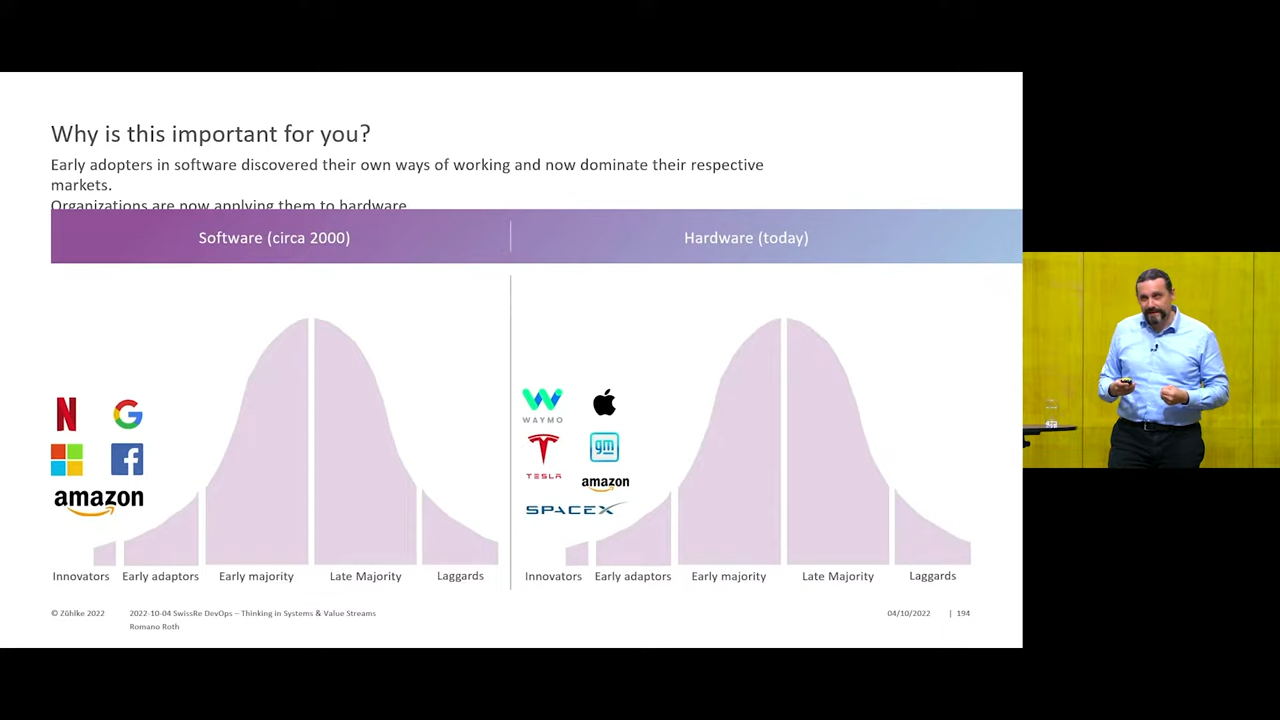 Why is this important for you?
Early adopters in software discovered their own ways of working and now dominate their respective
markets.
Organizations are now applying them to hardware
Software (circa 2000)
Hardware (today)
N
G
f
amazon
WAYMO
TESLA
gm
amazon
SPACEX
Innovators
Early adaptors
Early majority
Late Majority
Laggards
Innovators
Early adaptors
Early majority
Late Majority
Laggards
© Zühlke 2022
2022-10-04 SwissRe DevOps – Thinking in Systems & Value Streams
Romano Roth
04/10/2022
| 194